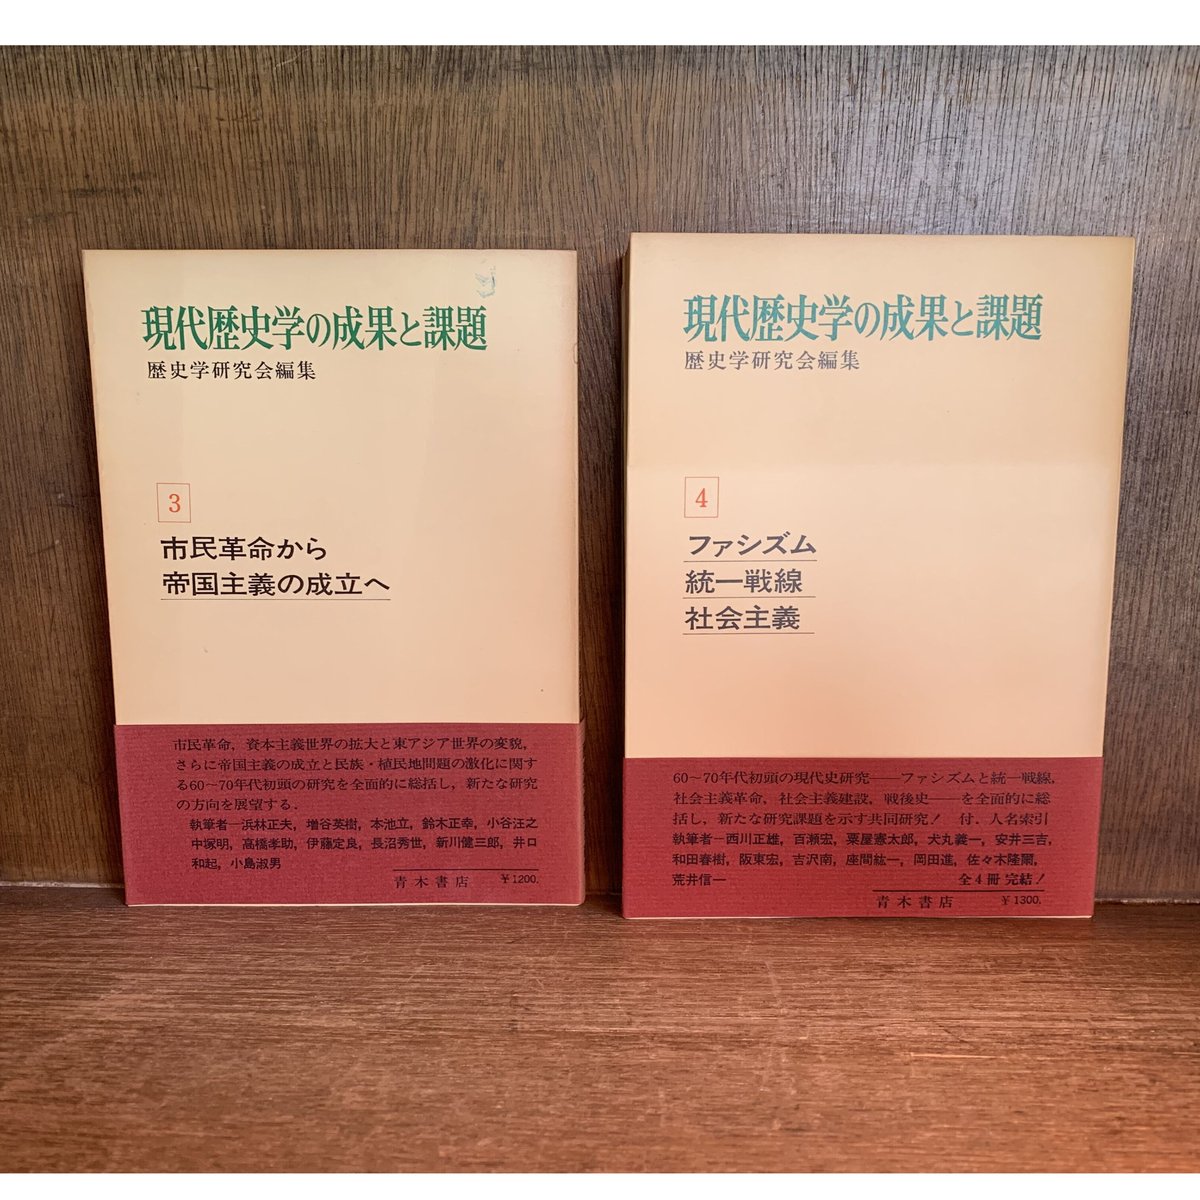 現代歴史学の成果と課題
歴史学研究会編集
3
市民革命から
帝国主義の成立へ
市民革命，資本主義世界の拡大と東アジア世界の変貌，
さらに帝国主義の成立と民族・植民地問題の激化に関す
る60～70年代初頭の研究を全面的に総括し，新たな研究
の方向を展望する．
執筆者―浜林正夫，増谷英樹，本池立，鈴木正幸，小谷汪之
中塚明，高橋孝助，伊藤定良，長沼秀世，新川健三郎，井口
和起，小島淑男
青木書店 ￥1200.
現代歴史学の成果と課題
歴史学研究会編集
4
ファシズム
統一戦線
社会主義
60～70年代初頭の現代史研究――ファシズムと統一戦線，
社会主義革命，社会主義建設，戦後史――を全面的に総
括し，新たな研究課題を示す共同研究！ 付．人名索引
執筆者―西川正雄，百瀬宏，粟屋憲太郎，犬丸義一，安井三吉，
和田春樹，阪東宏，吉沢南，座間紘一，岡田進，佐々木隆爾，
荒井信一 全4冊完結！
青木書店 ￥1300.